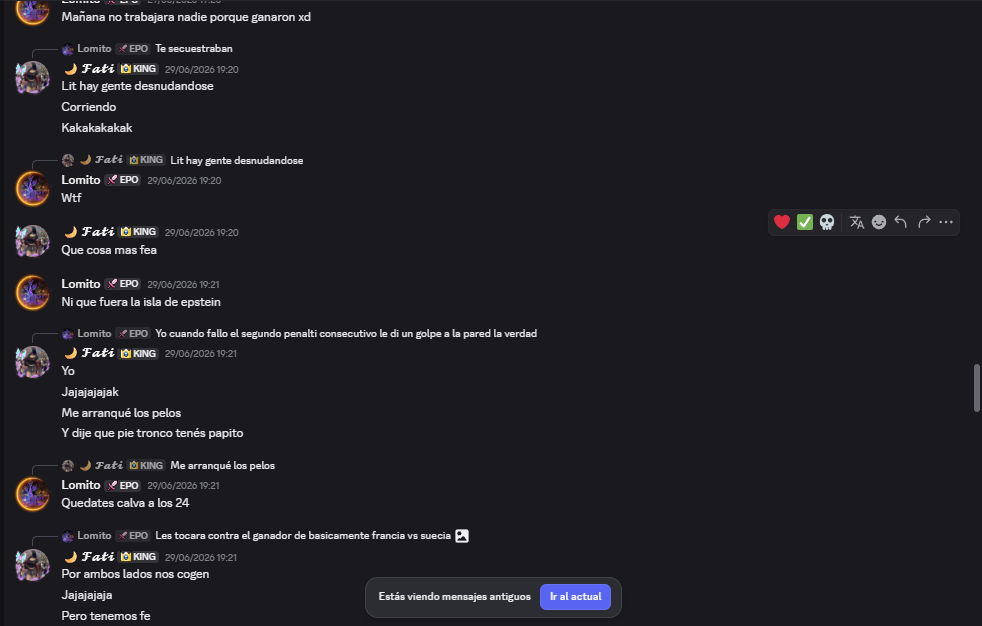 Lomito EPO 29/06/2026 19:20
Mañana no trabajara nadie porque ganaron xd
Lomito EPO Te secuestraban
Fati KING 29/06/2026 19:20
Lit hay gente desnudandose
Corriendo
Kakakakakak
Fati KING Lit hay gente desnudandose
Lomito EPO 29/06/2026 19:20
Wtf
Fati KING 29/06/2026 19:20
Que cosa mas fea
Lomito EPO 29/06/2026 19:21
Ni que fuera la isla de epstein
Lomito EPO Yo cuando fallo el segundo penalti consecutivo le di un golpe a la pared la verdad
Fati KING 29/06/2026 19:21
Yo
Jajajajajak
Me arranqué los pelos
Y dije que pie tronco tenés papito
Fati KING Me arranqué los pelos
Lomito EPO 29/06/2026 19:21
Quedates calva a los 24
Lomito EPO Les tocara contra el ganador de basicamente francia vs suecia
Fati KING 29/06/2026 19:21
Por ambos lados nos cogen
Jajajajaja
Pero tenemos fe
Estás viendo mensajes antiguos Ir al actual